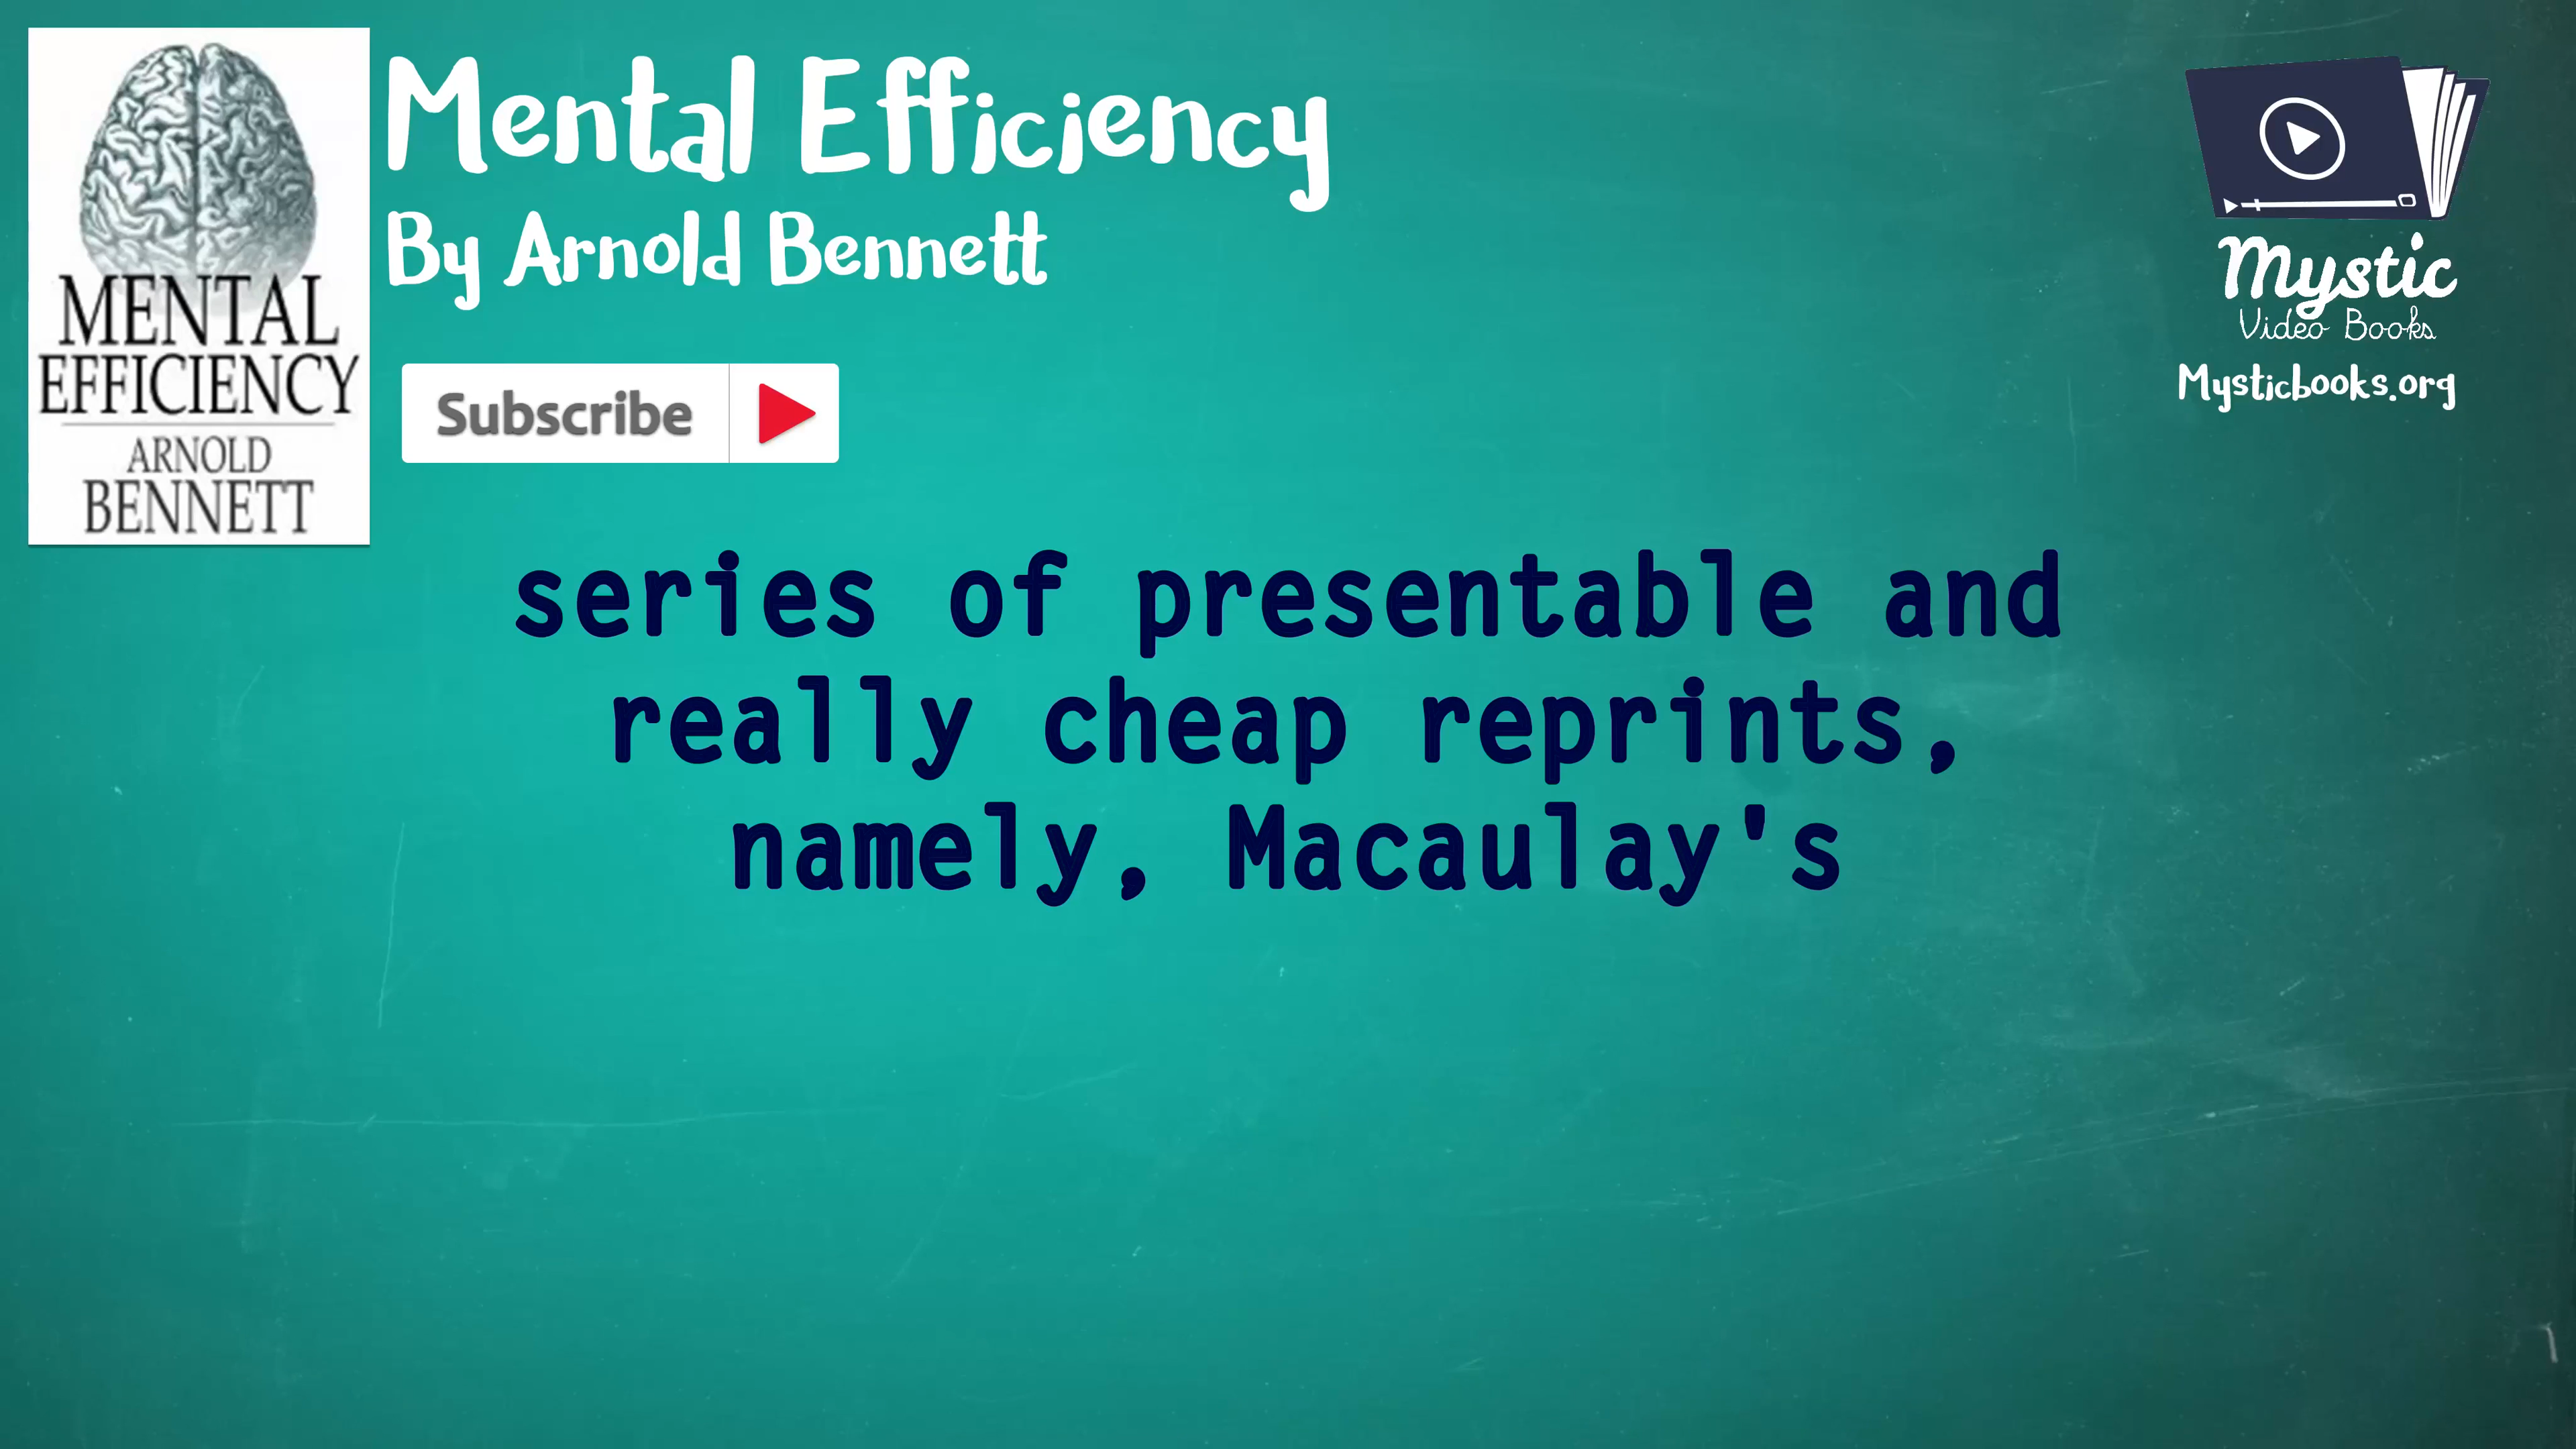 Mental Efficiency
By Arnold Bennett
MENTAL
EFFICIENCY
ARNOLD
BENNETT
Subscribe
Mystic
Video Books
Mysticbooks.org
series of presentable and
really cheap reprints,
namely, Macaulay's